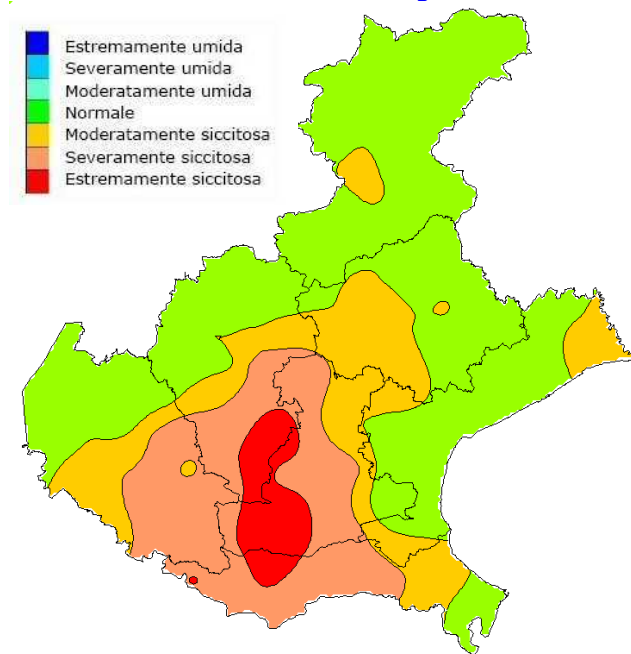 Estremamente umida
Severamente umida
Moderatamente umida
Normale
Moderatamente siccitosa
Severamente siccitosa
Estremamente siccitosa